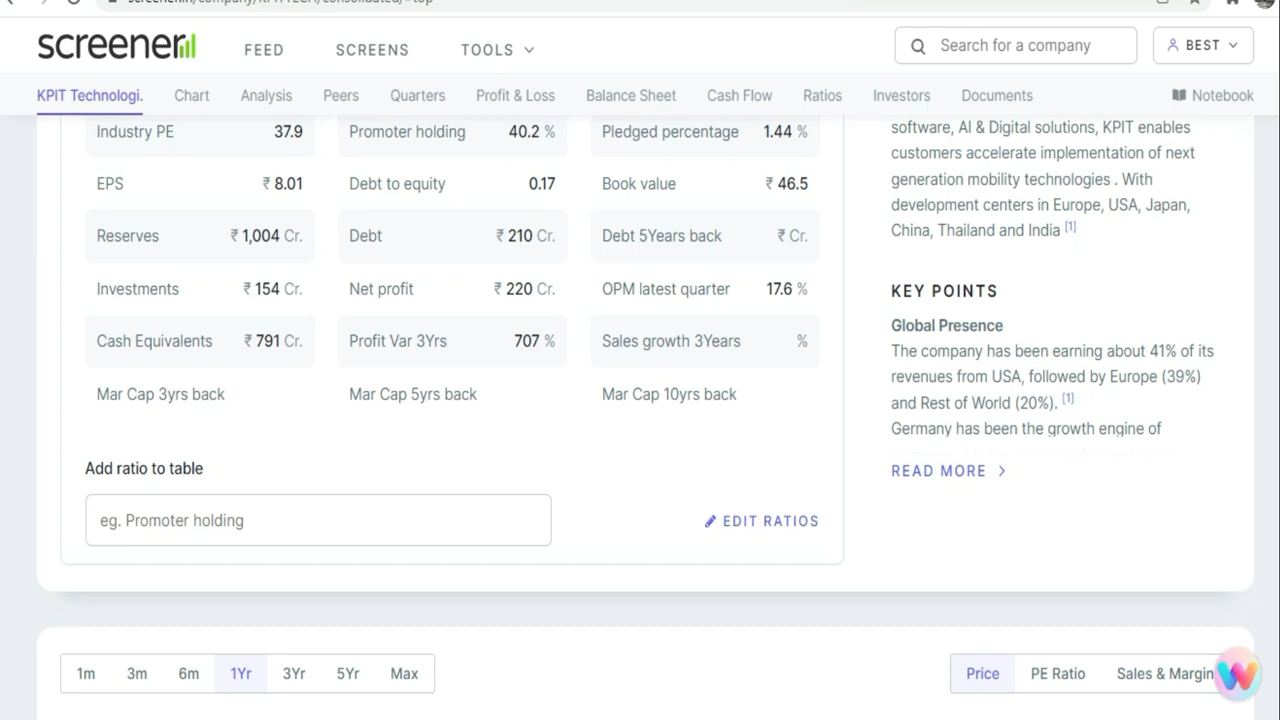 screener
FEED
SCREENS
TOOLS
Search for a company
BEST
KPIT Technologi.
Chart
Analysis
Peers
Quarters
Profit & Loss
Balance Sheet
Cash Flow
Ratios
Investors
Documents
Notebook
Industry PE 37.9
Promoter holding 40.2 %
Pledged percentage 1.44 %
EPS ₹ 8.01
Debt to equity 0.17
Book value ₹ 46.5
Reserves ₹ 1,004 Cr.
Debt ₹ 210 Cr.
Debt 5Years back ₹ Cr.
Investments ₹ 154 Cr.
Net profit ₹ 220 Cr.
OPM latest quarter 17.6 %
Cash Equivalents ₹ 791 Cr.
Profit Var 3Yrs 707 %
Sales growth 3Years %
Mar Cap 3yrs back
Mar Cap 5yrs back
Mar Cap 10yrs back
Add ratio to table
eg. Promoter holding
EDIT RATIOS
software, AI & Digital solutions, KPIT enables
customers accelerate implementation of next
generation mobility technologies . With
development centers in Europe, USA, Japan,
China, Thailand and India [1]
KEY POINTS
Global Presence
The company has been earning about 41% of its
revenues from USA, followed by Europe (39%)
and Rest of World (20%). [1]
Germany has been the growth engine of
READ MORE
1m
3m
6m
1Yr
3Yr
5Yr
Max
Price
PE Ratio
Sales & Margin